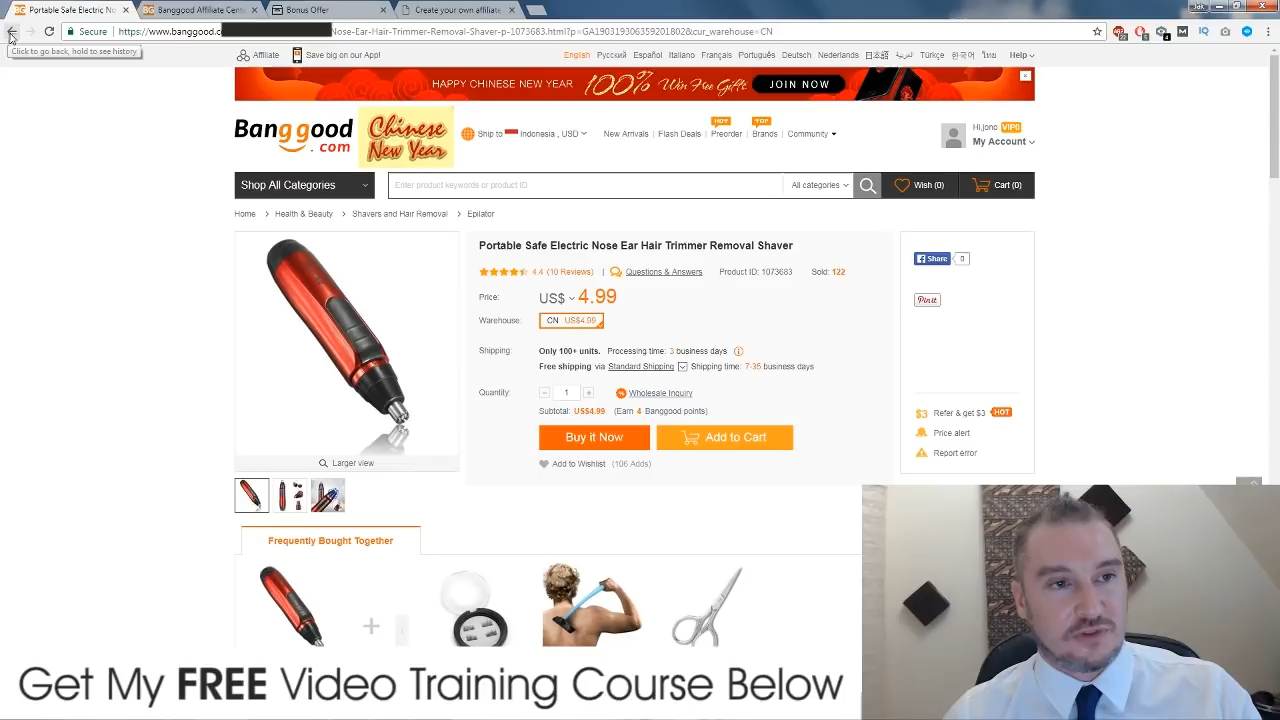 Portable Safe Electric No
Banggood Affiliate Center
Bonus Offer
Create your own affiliate
Jok
Secure
https://www.banggood.c
Nose-Ear-Hair-Trimmer-Removal-Shaver-p-1073683.html?p=GA19031930635920180 2&cur_warehouse=CN
Click to go back, hold to see history
Affiliate
Save big on our App!
English Русский Español Italiano Français Português Deutsch Nederlands 日本語 العربية Türkçe 한국어 ไทย Help
HAPPY CHINESE NEW YEAR 100% Win Free Gifts JOIN NOW
Banggood.com
Chinese New Year
Ship to Indonesia , USD
New Arrivals | Flash Deals | HOT Preorder | TOP Brands | Community
Hi,jono VIP0
My Account
Shop All Categories
Enter product keywords or product ID
All categories
Wish (0)
Cart (0)
Home > Health & Beauty > Shavers and Hair Removal > Epilator
Portable Safe Electric Nose Ear Hair Trimmer Removal Shaver
4.4 (10 Reviews) | Questions & Answers Product ID: 1073683 Sold: 122
Price: US$ 4.99
Warehouse: CN US$4.99
Shipping: Only 100+ units. Processing time: 3 business days
Free shipping via Standard Shipping Shipping time: 7-35 business days
Quantity: - 1 + Wholesale Inquiry
Subtotal: US$4.99 (Earn 4 Banggood points)
Buy it Now
Add to Cart
Add to Wishlist (106 Adds)
Share 0
Pin it
$3 Refer & get $3 HOT
Price alert
Report error
Larger view
Frequently Bought Together
Get My FREE Video Training Course Below